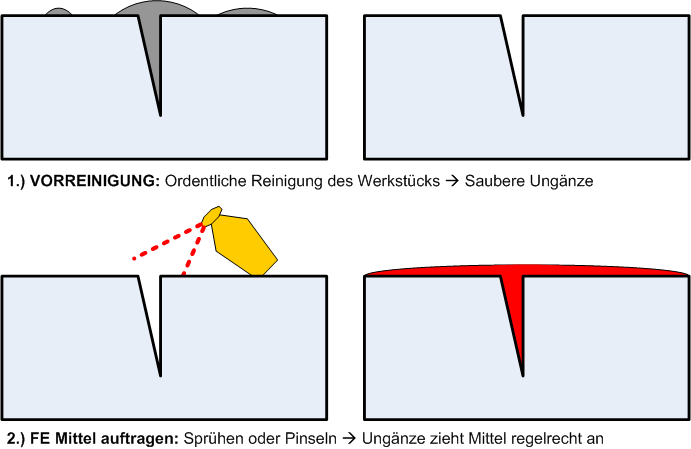 1.) VORREINIGUNG: Ordentliche Reinigung des Werkstücks → Saubere Ungänze
2.) FE Mittel auftragen: Sprühen oder Pinseln → Ungänze zieht Mittel regelrecht an